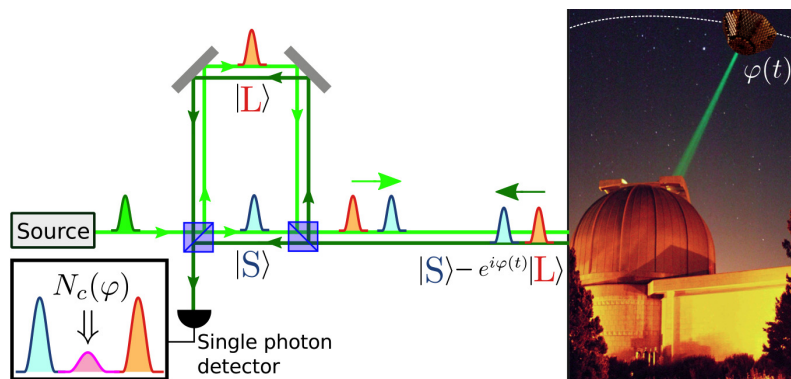 |L⟩
φ(t)
Source
|S⟩
|S⟩ − e^{iφ(t)}|L⟩
N_c(φ)
⇓
Single photon
detector